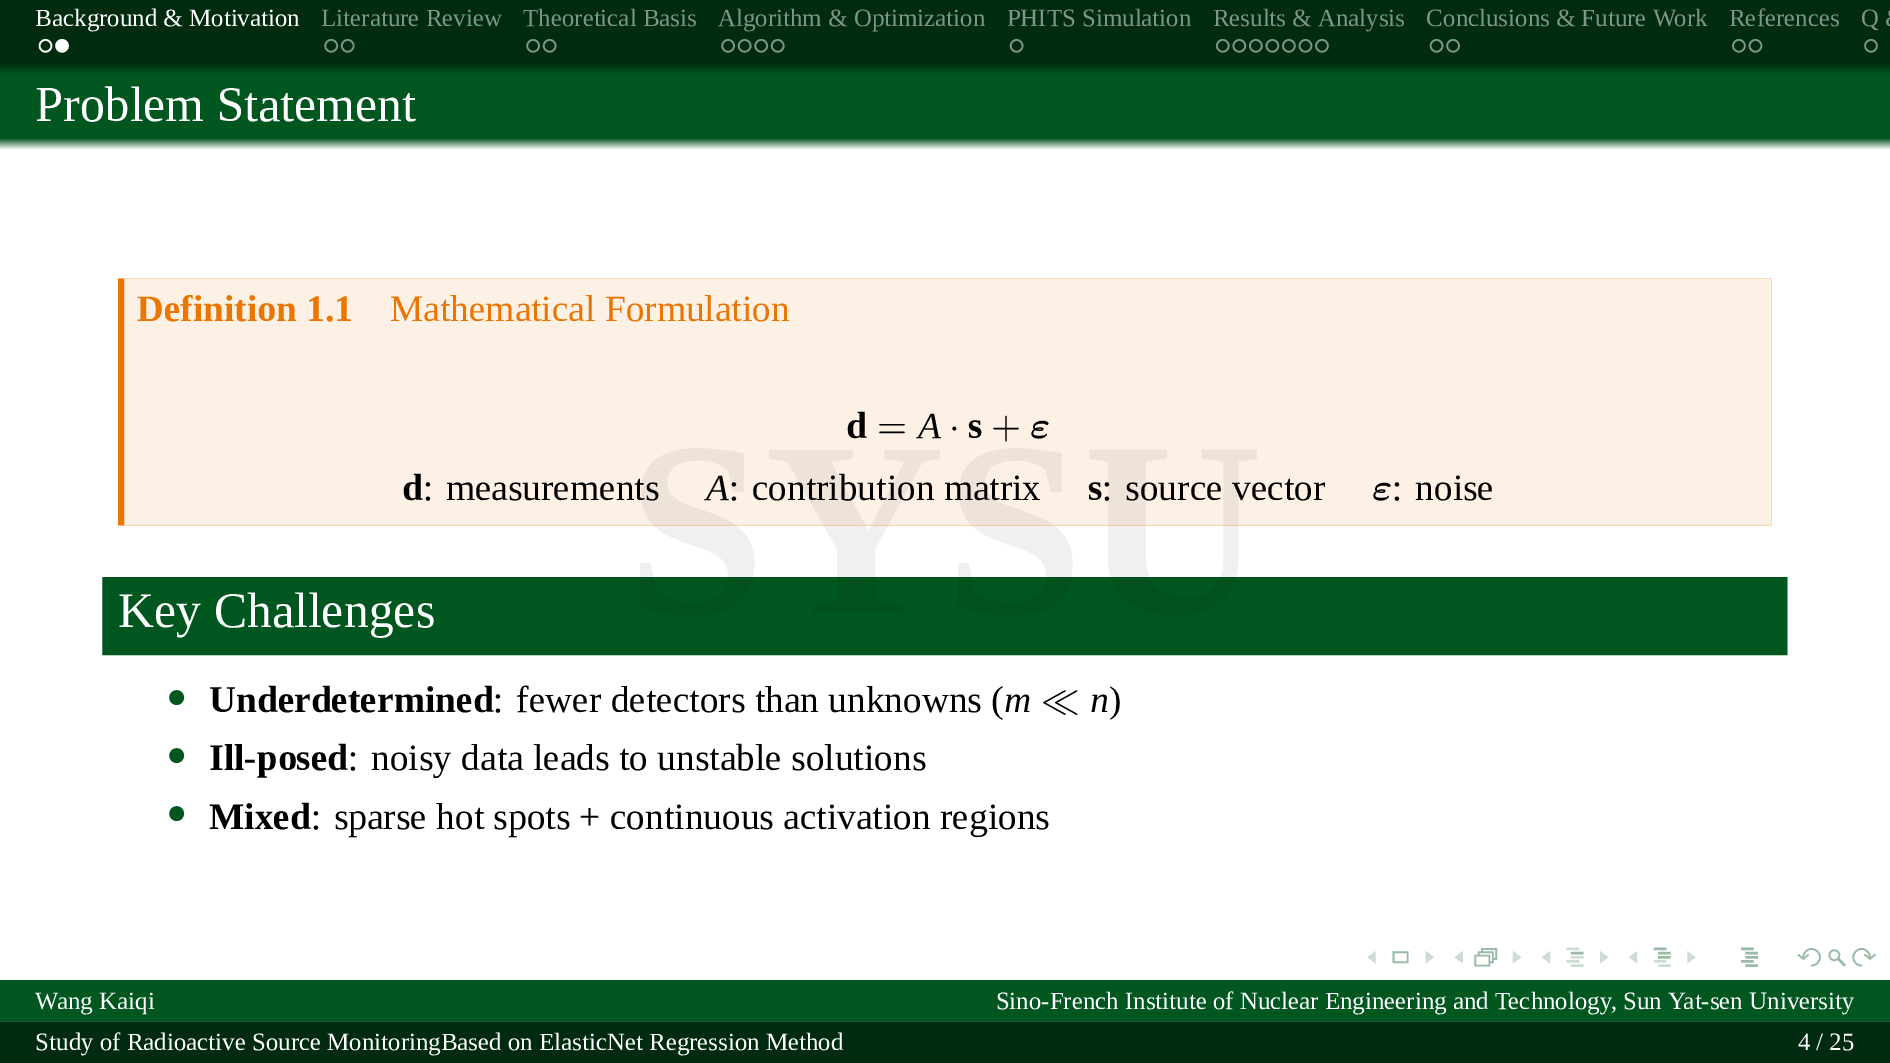 Background & Motivation Literature Review Theoretical Basis Algorithm & Optimization PHITS Simulation Results & Analysis Conclusions & Future Work References Q &
Problem Statement
Definition 1.1 Mathematical Formulation
d = A · s + ε
d: measurements A: contribution matrix s: source vector ε: noise
SYSU
Key Challenges
• Underdetermined: fewer detectors than unknowns (m ≪ n)
• Ill-posed: noisy data leads to unstable solutions
• Mixed: sparse hot spots + continuous activation regions
Wang Kaiqi Sino-French Institute of Nuclear Engineering and Technology, Sun Yat-sen University
Study of Radioactive Source MonitoringBased on ElasticNet Regression Method 4 / 25